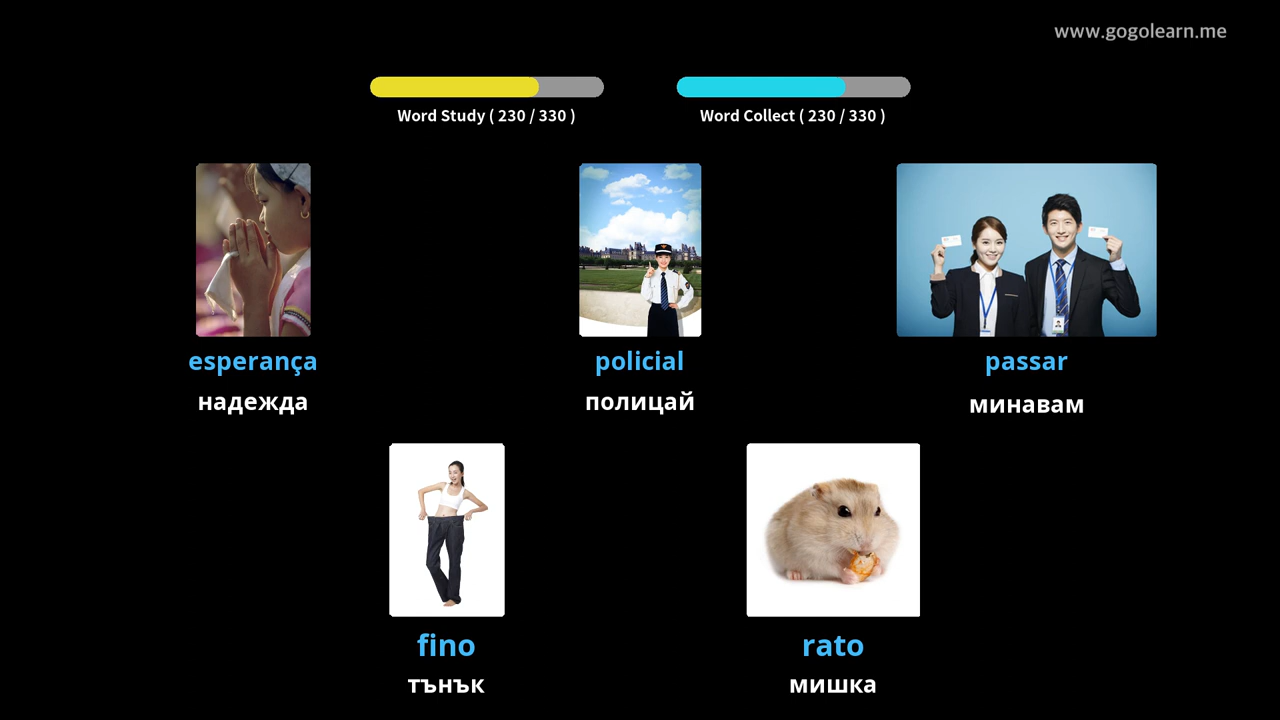 www.gogolearn.me
Word Study ( 230 / 330 )
Word Collect ( 230 / 330 )
esperança
надежда
policial
полицай
passar
минавам
fino
тънък
rato
мишка